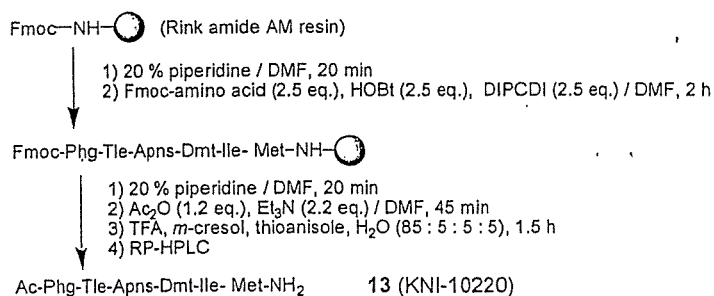 Fmoc-NH- (Rink amide AM resin)
1) 20 % piperidine / DMF, 20 min
2) Fmoc-amino acid (2.5 eq.), HOBt (2.5 eq.), DIPCDI (2.5 eq.) / DMF, 2 h
Fmoc-Phg-Tle-Apns-Dmt-Ile- Met-NH-
1) 20 % piperidine / DMF, 20 min
2) Ac₂O (1.2 eq.), Et₃N (2.2 eq.) / DMF, 45 min
3) TFA, m-cresol, thioanisole, H₂O (85 : 5 : 5 : 5), 1.5 h
4) RP-HPLC
Ac-Phg-Tle-Apns-Dmt-Ile- Met-NH₂ 13 (KNI-10220)